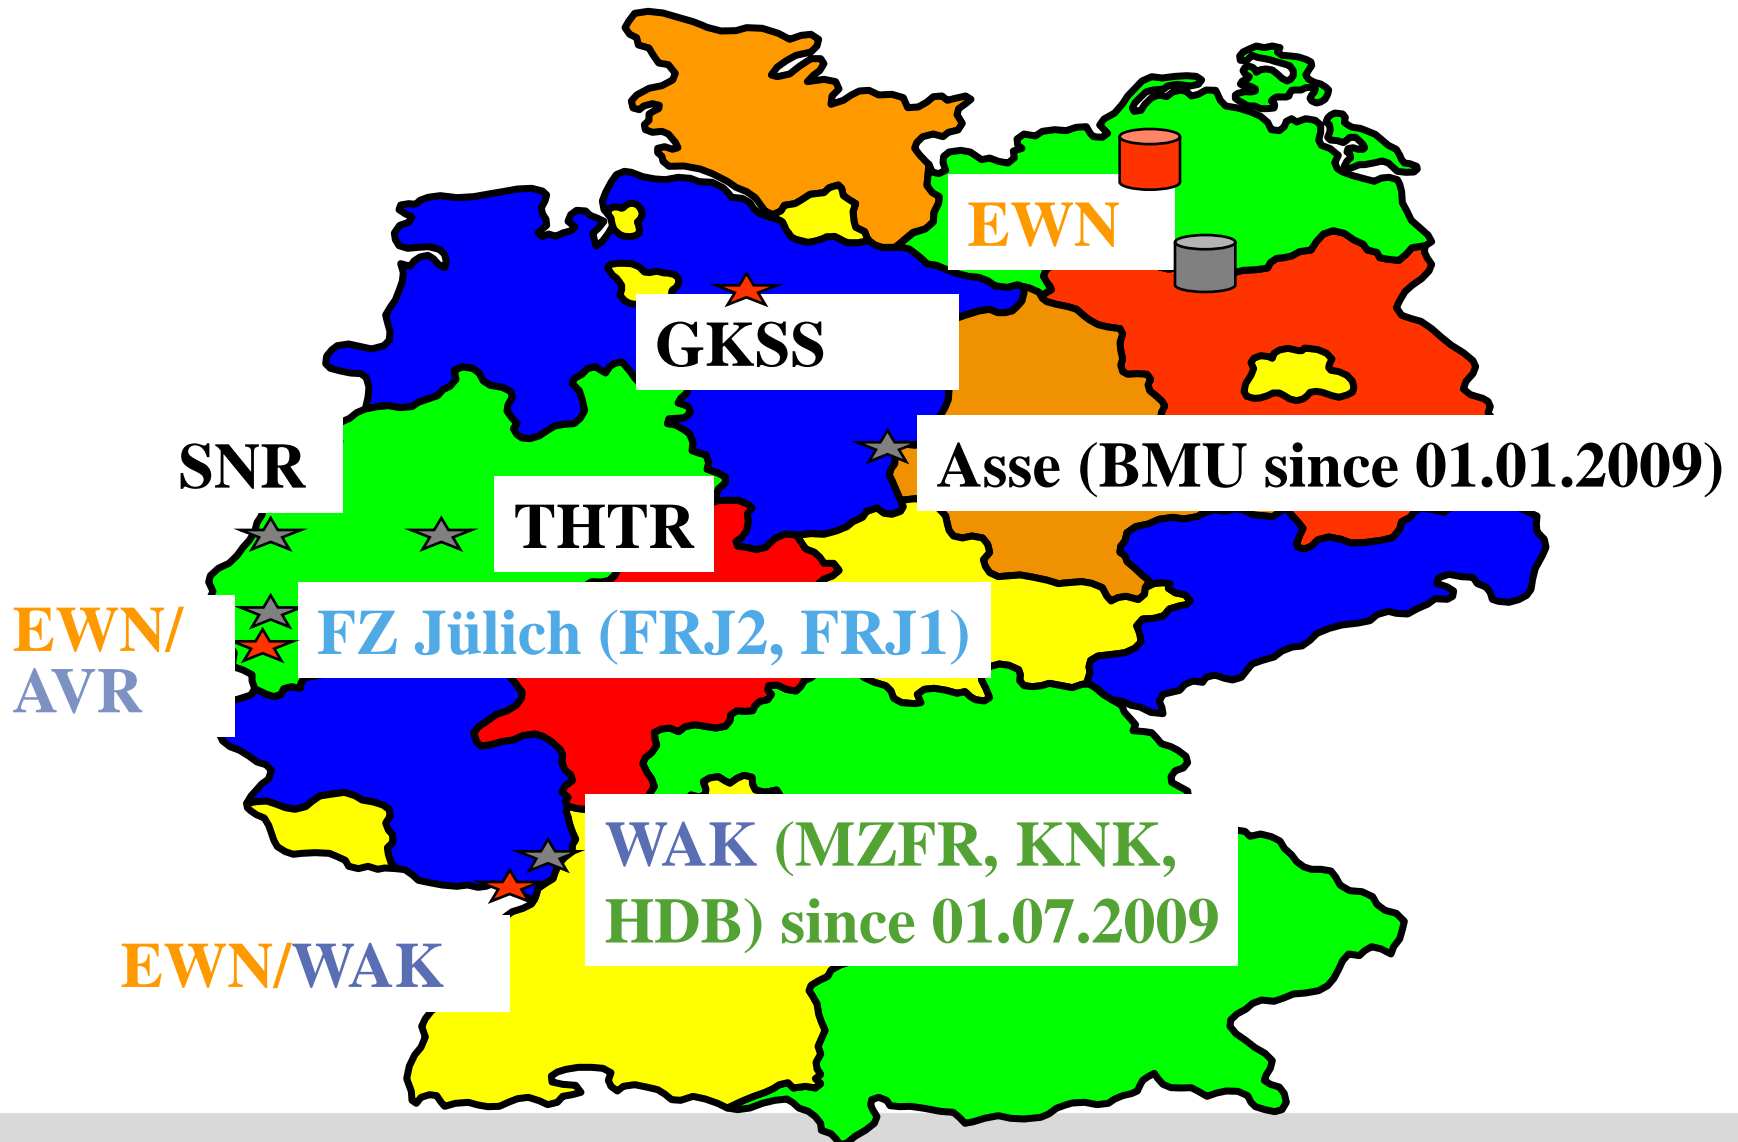 EWN
GKSS
SNR
Asse (BMU since 01.01.2009)
THTR
EWN/
AVR
FZ Jülich (FRJ2, FRJ1)
WAK (MZFR, KNK,
HDB) since 01.07.2009
EWN/WAK